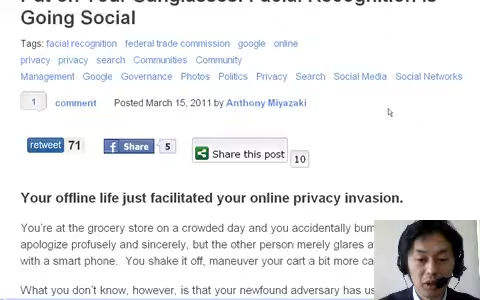 Going Social
Tags: facial recognition federal trade commission google online
privacy privacy search Communities Community
Management Google Governance Photos Politics Privacy Search Social Media Social Networks
1 comment Posted March 15, 2011 by Anthony Miyazaki
retweet 71 Share 5 Share this post 10
Your offline life just facilitated your online privacy invasion.
You're at the grocery store on a crowded day and you accidentally bum
apologize profusely and sincerely, but the other person merely glares a
with a smart phone. You shake it off, maneuver your cart a bit more ca
What you don't know, however, is that your newfound adversary has us